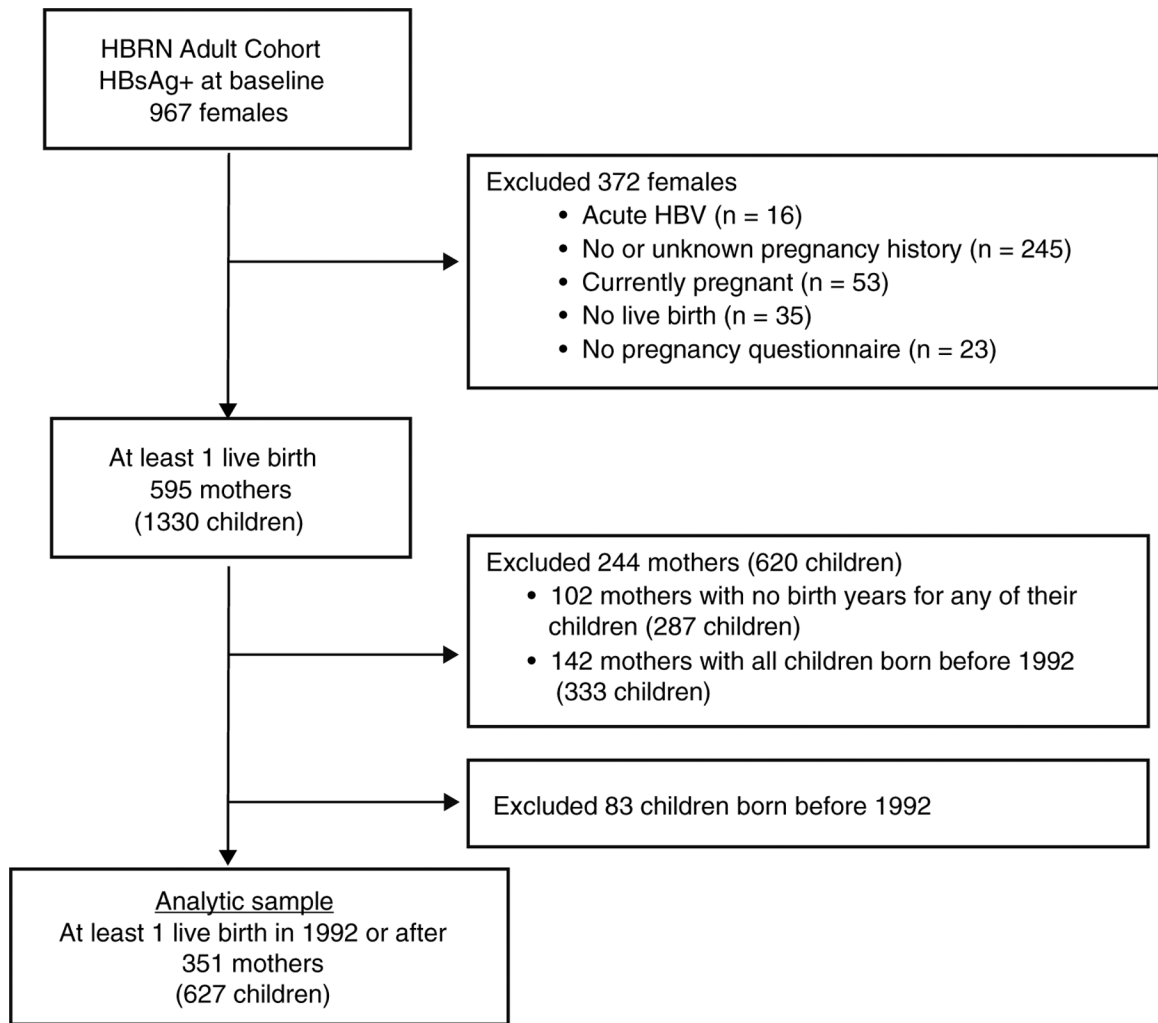 HBRN Adult Cohort
HBsAg+ at baseline
967 females
Excluded 372 females
• Acute HBV (n = 16)
• No or unknown pregnancy history (n = 245)
• Currently pregnant (n = 53)
• No live birth (n = 35)
• No pregnancy questionnaire (n = 23)
At least 1 live birth
595 mothers
(1330 children)
Excluded 244 mothers (620 children)
• 102 mothers with no birth years for any of their
children (287 children)
• 142 mothers with all children born before 1992
(333 children)
Excluded 83 children born before 1992
Analytic sample
At least 1 live birth in 1992 or after
351 mothers
(627 children)